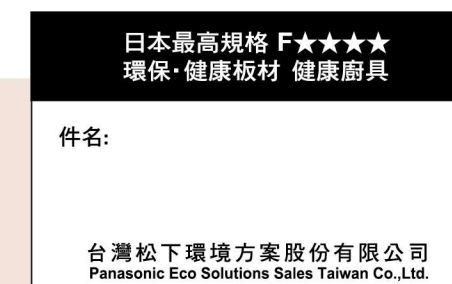 日本最高規格 F★★★★
環保･健康板材 健康廚具
件名:
台灣松下環境方案股份有限公司
Panasonic Eco Solutions Sales Taiwan Co.,Ltd.